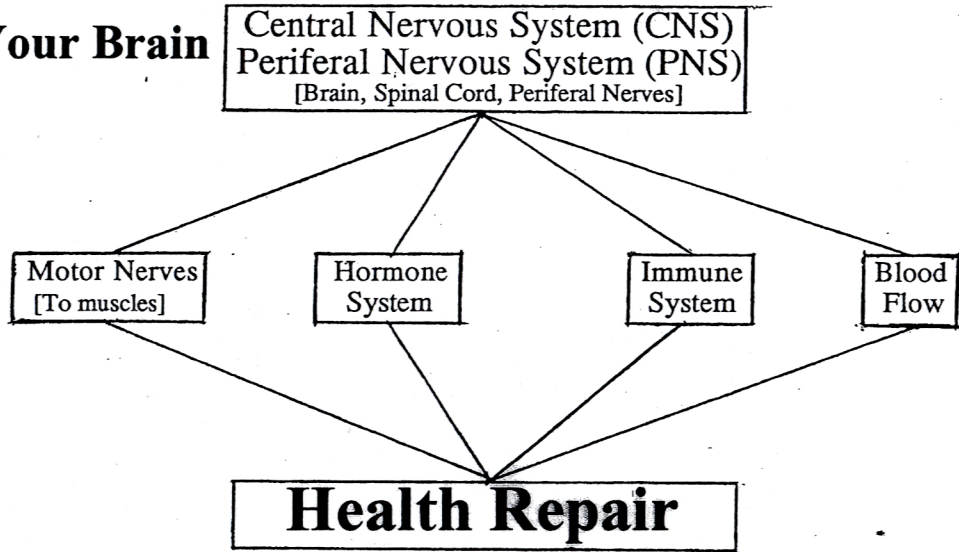 Your Brain
Central Nervous System (CNS)
Periferal Nervous System (PNS)
[Brain, Spinal Cord, Periferal Nerves]
Motor Nerves
[To muscles]
Hormone
System
Immune
System
Blood
Flow
Health Repair